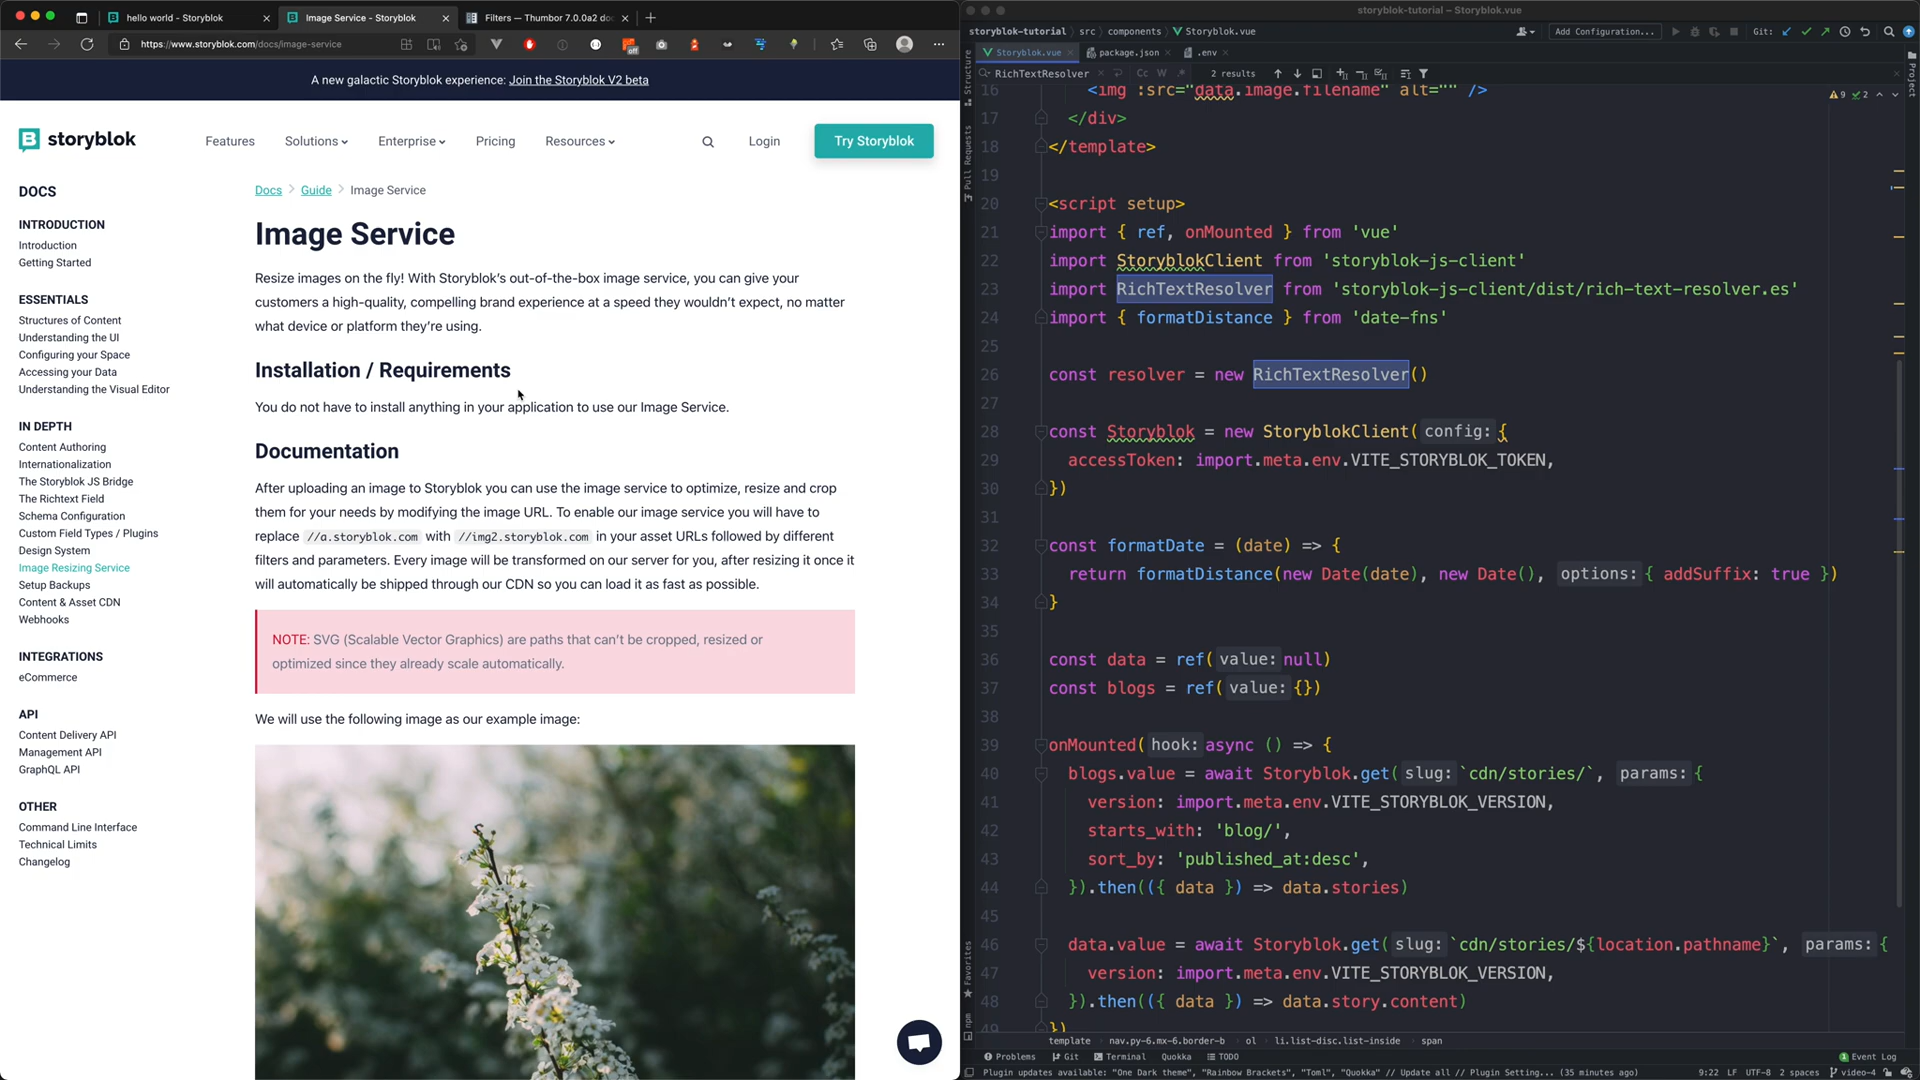 hello world - Storyblok
Image Service - Storyblok
Filters — Thumbor 7.0.0a2 do
https://www.storyblok.com/docs/image-service
off
A new galactic Storyblok experience: Join the Storyblok V2 beta
storyblok
Features
Solutions
Enterprise
Pricing
Resources
Login
Try Storyblok
DOCS
INTRODUCTION
Introduction
Getting Started
ESSENTIALS
Structures of Content
Understanding the UI
Configuring your Space
Accessing your Data
Understanding the Visual Editor
IN DEPTH
Content Authoring
Internationalization
The Storyblok JS Bridge
The Richtext Field
Schema Configuration
Custom Field Types / Plugins
Design System
Image Resizing Service
Setup Backups
Content & Asset CDN
Webhooks
INTEGRATIONS
eCommerce
API
Content Delivery API
Management API
GraphQL API
OTHER
Command Line Interface
Technical Limits
Changelog
Docs > Guide > Image Service
Image Service
Resize images on the fly! With Storyblok's out-of-the-box image service, you can give your
customers a high-quality, compelling brand experience at a speed they wouldn't expect, no matter
what device or platform they're using.
Installation / Requirements
You do not have to install anything in your application to use our Image Service.
Documentation
After uploading an image to Storyblok you can use the image service to optimize, resize and crop
them for your needs by modifying the image URL. To enable our image service you will have to
replace //a.storyblok.com with //img2.storyblok.com in your asset URLs followed by different
filters and parameters. Every image will be transformed on our server for you, after resizing it once it
will automatically be shipped through our CDN so you can load it as fast as possible.
NOTE: SVG (Scalable Vector Graphics) are paths that can't be cropped, resized or
optimized since they already scale automatically.
We will use the following image as our example image:
storyblok-tutorial – Storyblok.vue
storyblok-tutorial > src > components > Storyblok.vue
Add Configuration...
Git:
Storyblok.vue
package.json
.env
RichTextResolver
Cc W .*
2 results
9 2
Structure
Pull Requests
Favorites
npm
Project
16 <img :src="data.image.filename" alt="" />
17 </div>
18 </template>
19
20 <script setup>
21 import { ref, onMounted } from 'vue'
22 import StoryblokClient from 'storyblok-js-client'
23 import RichTextResolver from 'storyblok-js-client/dist/rich-text-resolver.es'
24 import { formatDistance } from 'date-fns'
25
26 const resolver = new RichTextResolver()
27
28 const Storyblok = new StoryblokClient( config: {
29 accessToken: import.meta.env.VITE_STORYBLOK_TOKEN,
30 })
31
32 const formatDate = (date) => {
33 return formatDistance(new Date(date), new Date(), options: { addSuffix: true })
34 }
35
36 const data = ref( value: null)
37 const blogs = ref( value: {})
38
39 onMounted( hook: async () => {
40 blogs.value = await Storyblok.get( slug: `cdn/stories/`, params: {
41 version: import.meta.env.VITE_STORYBLOK_VERSION,
42 starts_with: 'blog/',
43 sort_by: 'published_at:desc',
44 }).then(({ data }) => data.stories)
45
46 data.value = await Storyblok.get( slug: `cdn/stories/${location.pathname}`, params: {
47 version: import.meta.env.VITE_STORYBLOK_VERSION,
48 }).then(({ data }) => data.story.content)
49 })
template > nav.py-6.mx-6.border-b > ol > li.list-disc.list-inside > span
Problems
Git
Terminal
Quokka
TODO
1 Event Log
Plugin updates available: "One Dark theme", "Rainbow Brackets", "Toml", "Quokka" // Update all // Plugin Setting... (35 minutes ago)
9:22 LF UTF-8 2 spaces video-4